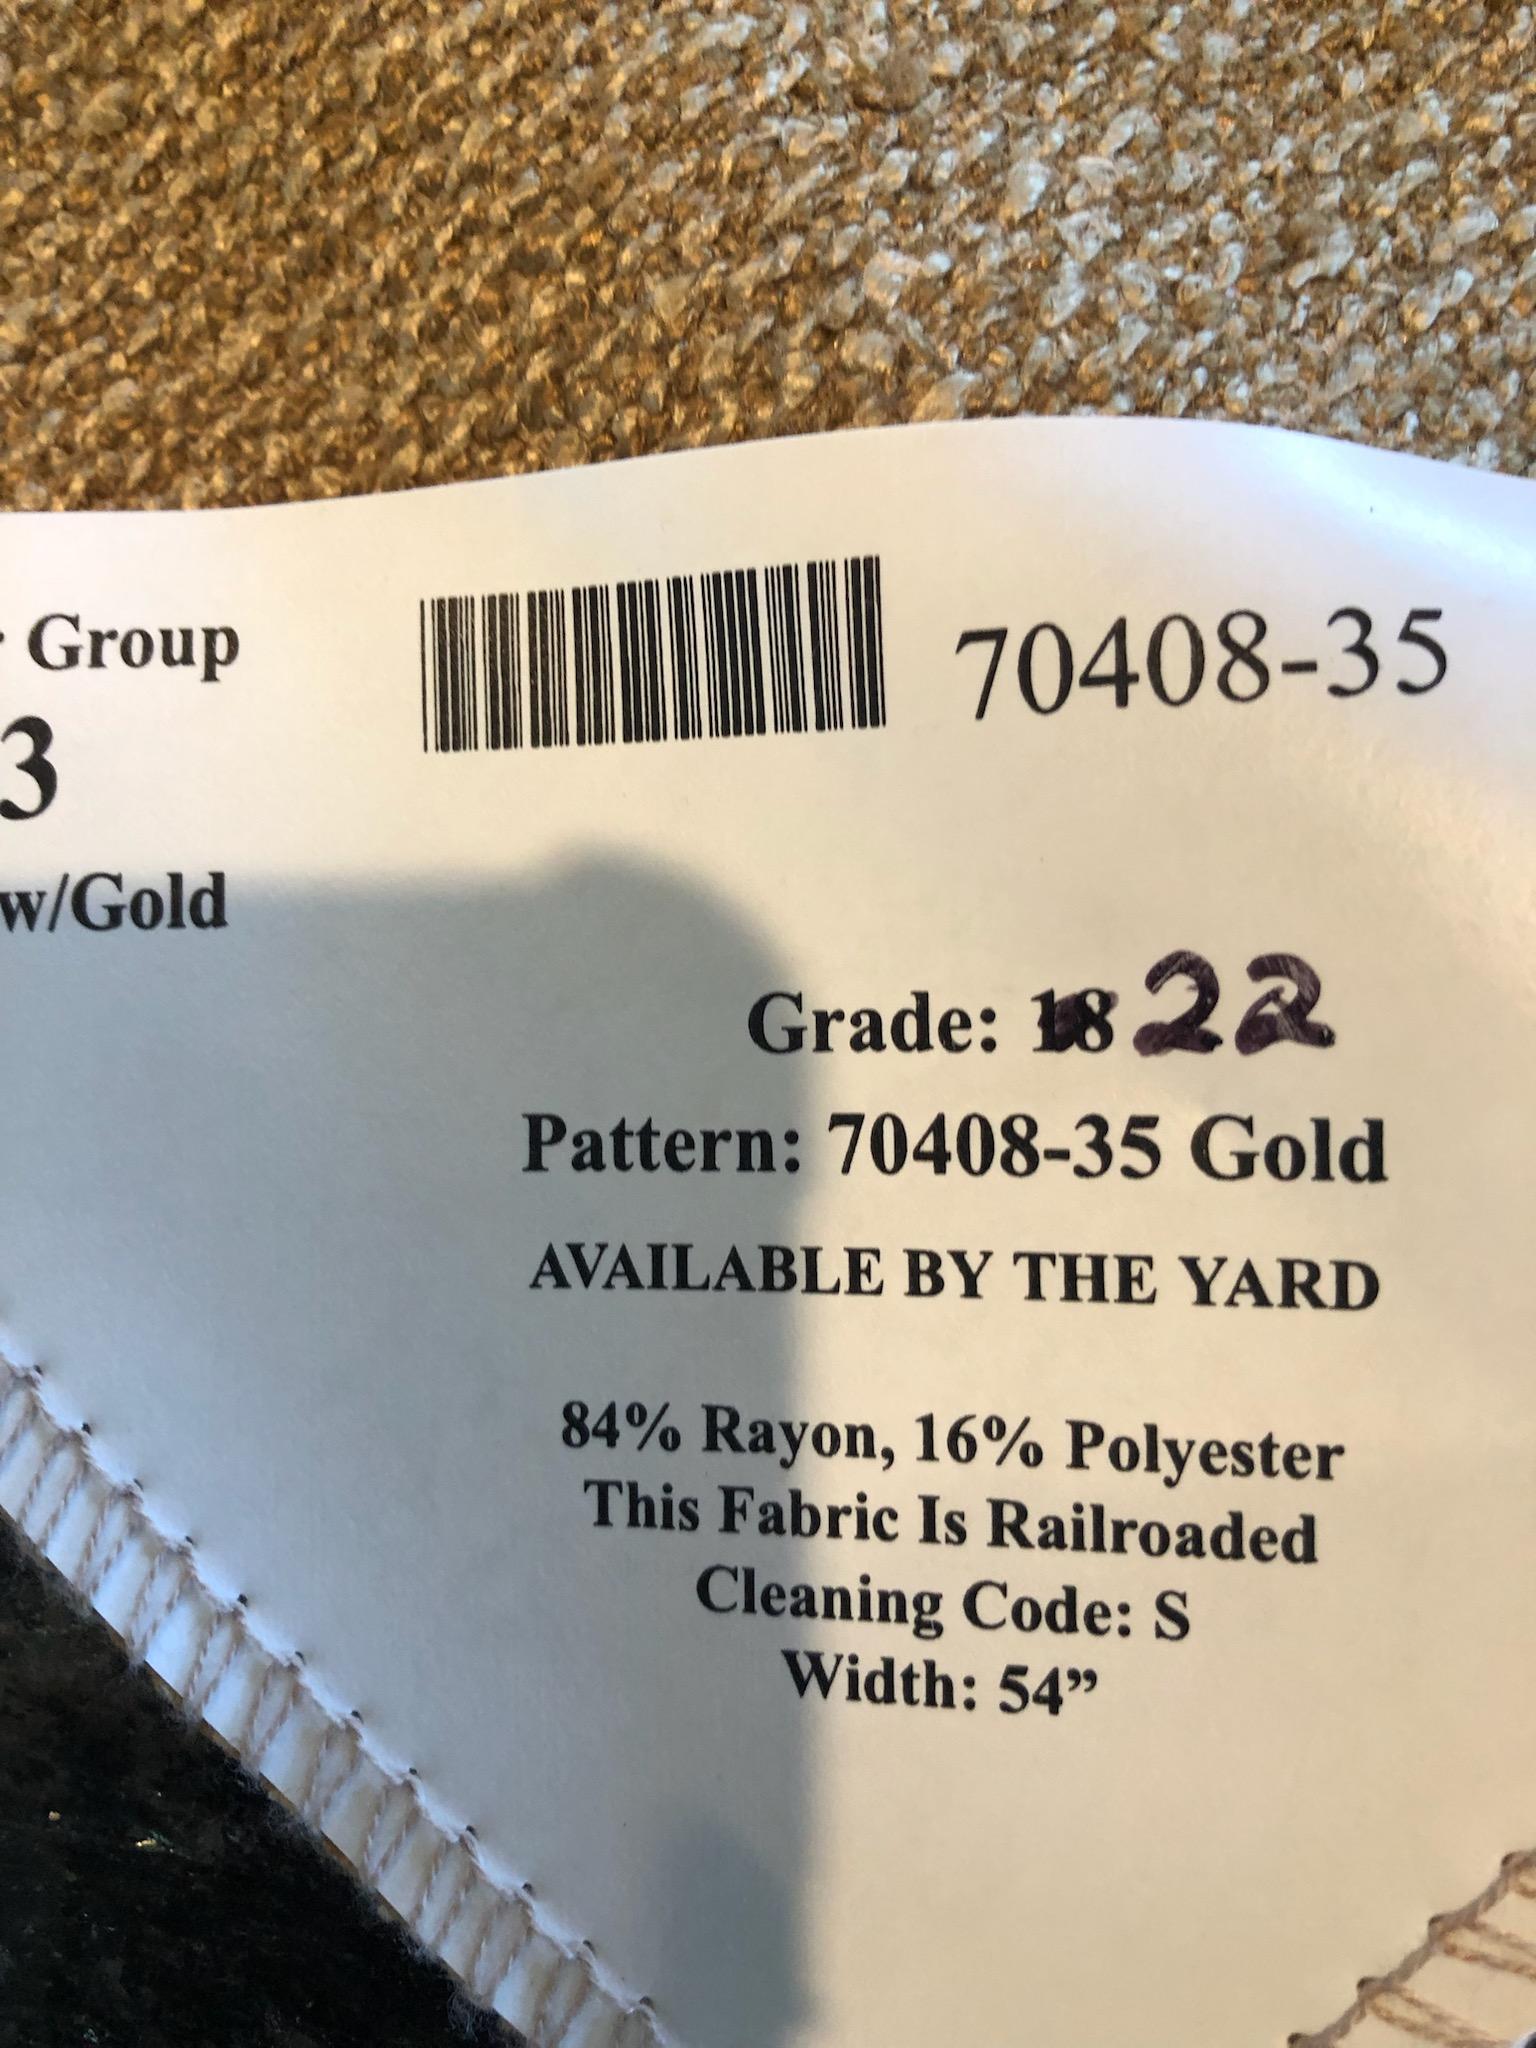 Group
70408-35
3
w/Gold
Grade: 18 22
Pattern: 70408-35 Gold
AVAILABLE BY THE YARD
84% Rayon, 16% Polyester
This Fabric Is Railroaded
Cleaning Code: S
Width: 54”